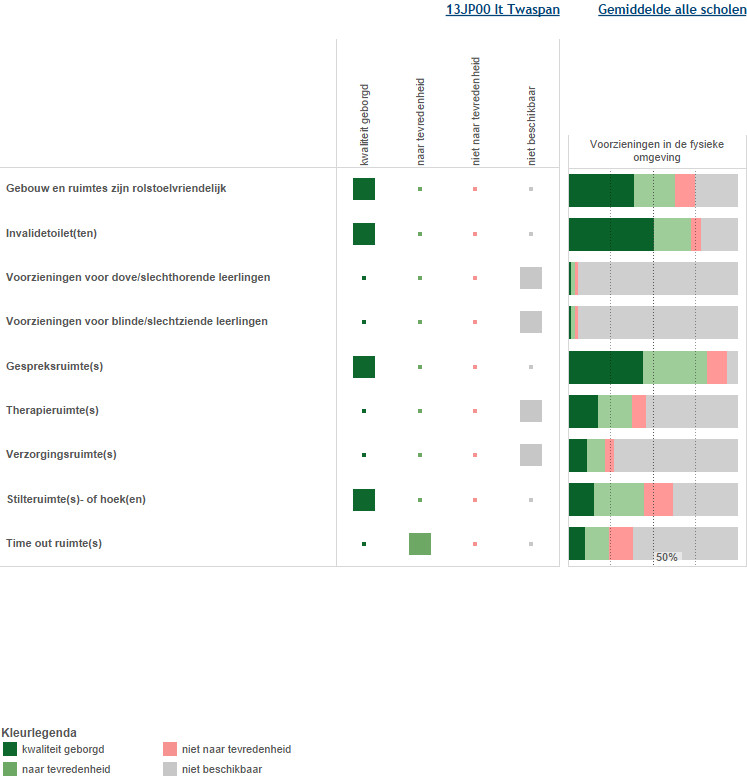 13JP00 It Twaspan
Gemiddelde alle scholen
kwaliteit geborgd
naar tevredenheid
niet naar tevredenheid
niet beschikbaar
Voorzieningen in de fysieke
omgeving
Gebouw en ruimtes zijn rolstoelvriendelijk
Invalidetoilet(ten)
Voorzieningen voor dove/slechthorende leerlingen
Voorzieningen voor blinde/slechtziende leerlingen
Gespreksruimte(s)
Therapieruimte(s)
Verzorgingsruimte(s)
Stilteruimte(s)- of hoek(en)
Time out ruimte(s)
50%
Kleurlegenda
kwaliteit geborgd
niet naar tevredenheid
naar tevredenheid
niet beschikbaar